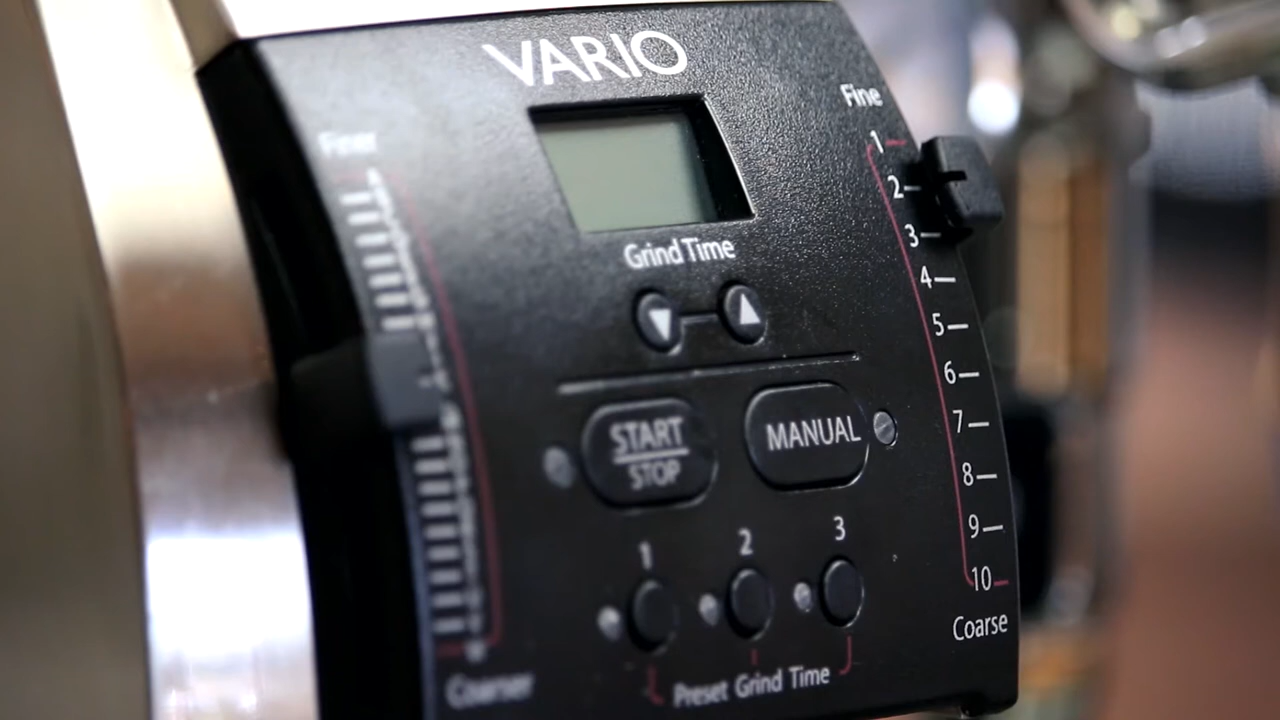 VARIO
Finer
Fine
1
2
3
4
5
6
7
8
9
10
Coarse
Grind Time
START
STOP
MANUAL
1 2 3
Preset Grind Time
Coarser